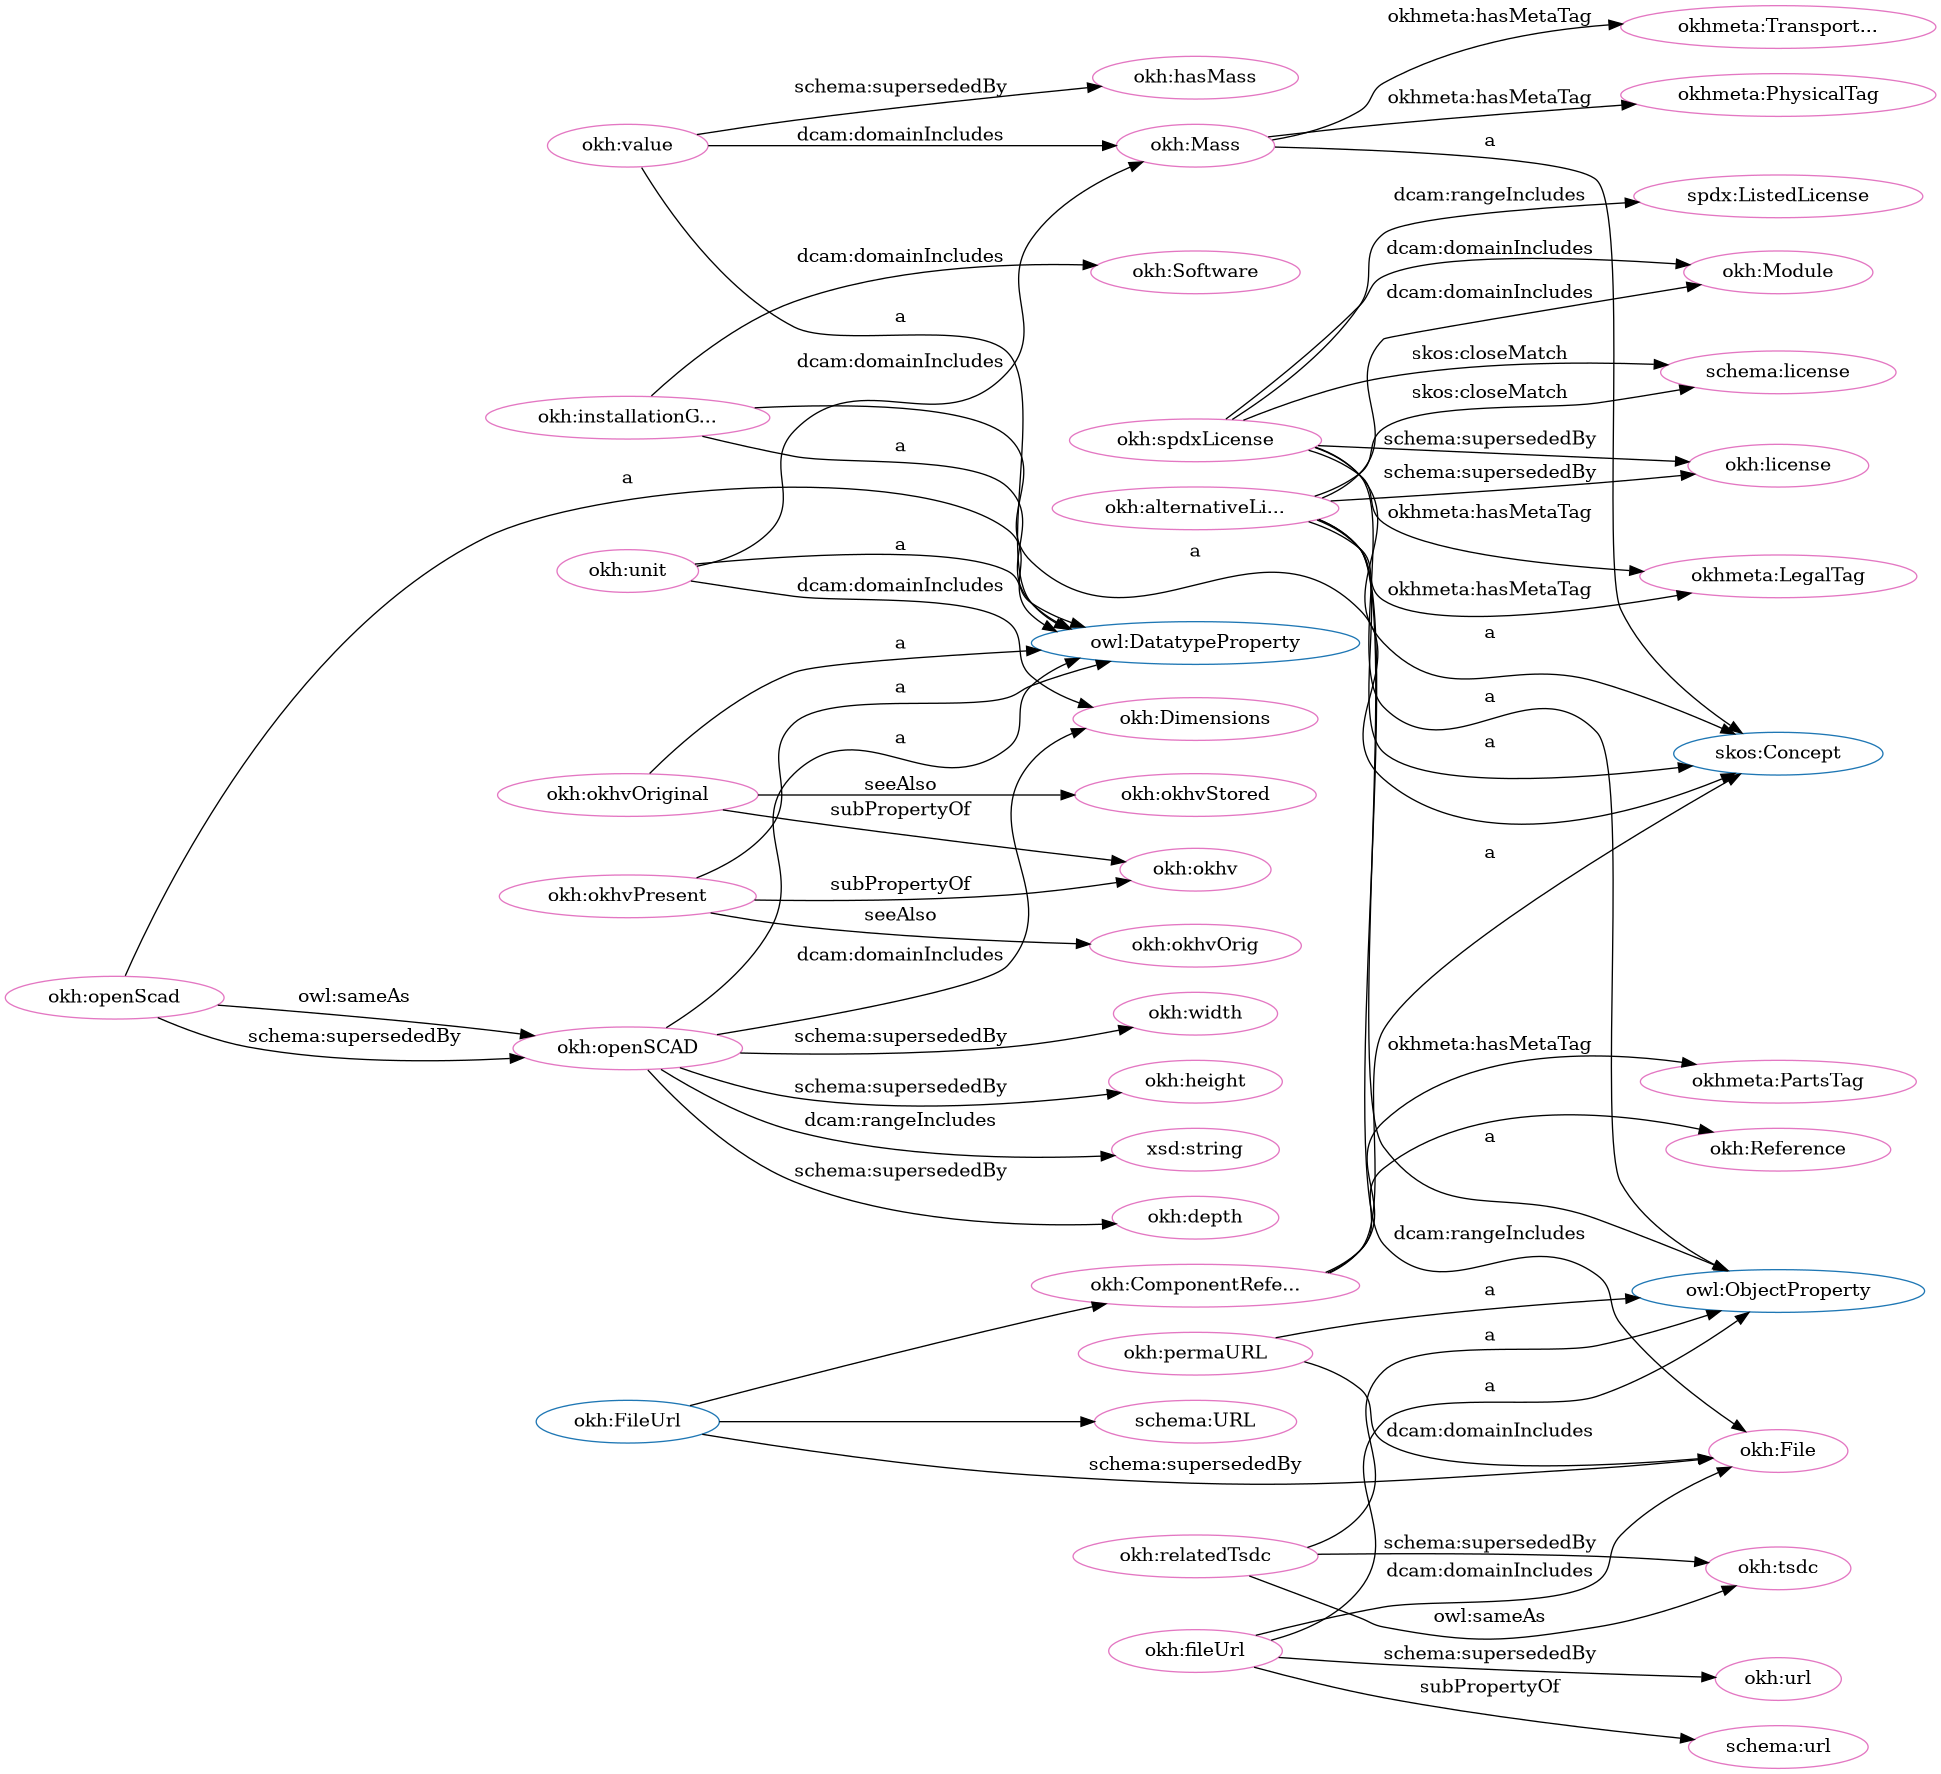 okhmeta:hasMetaTag
okhmeta:Transport...
okh:hasMass
schema:supersededBy
okhmeta:hasMetaTag
okhmeta:PhysicalTag
okh:value
dcam:domainIncludes
okh:Mass
a
dcam:rangeIncludes
spdx:ListedLicense
dcam:domainIncludes
okh:Software
dcam:domainIncludes
okh:Module
dcam:domainIncludes
a
dcam:domainIncludes
skos:closeMatch
schema:license
skos:closeMatch
okh:installationG...
a
okh:spdxLicense
schema:supersededBy
okh:license
schema:supersededBy
a
okh:alternativeLi...
okhmeta:hasMetaTag
a
a
okh:unit
okhmeta:LegalTag
dcam:domainIncludes
okhmeta:hasMetaTag
a
owl:DatatypeProperty
a
a
a
okh:Dimensions
a
a
skos:Concept
okh:okhvOriginal
seeAlso
okh:okhvStored
subPropertyOf
a
okh:okhv
okh:okhvPresent
subPropertyOf
seeAlso
okh:okhvOrig
dcam:domainIncludes
okh:openScad
owl:sameAs
okh:width
schema:supersededBy
schema:supersededBy
okh:openSCAD
okhmeta:hasMetaTag
okhmeta:PartsTag
schema:supersededBy
okh:height
dcam:rangeIncludes
a
xsd:string
okh:Reference
schema:supersededBy
okh:depth
dcam:rangeIncludes
okh:ComponentRefe...
a
owl:ObjectProperty
a
okh:permaURL
a
okh:FileUrl
schema:URL
dcam:domainIncludes
okh:File
schema:supersededBy
schema:supersededBy
okh:relatedTsdc
okh:tsdc
dcam:domainIncludes
owl:sameAs
okh:fileUrl
schema:supersededBy
okh:url
subPropertyOf
schema:url